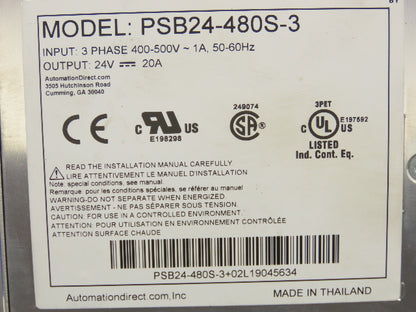 MODEL: PSB24-480S-3
INPUT: 3 PHASE 400-500V ~ 1A, 50-60Hz
OUTPUT: 24V ⎓ 20A
AutomationDirect.com
3505 Hutchinson Road
Cumming, GA 30040
CE
c RU US
E198298
249074
SA ®
3PET
C UL US E197592
LISTED
Ind. Cont. Eq.
READ THE INSTALLATION MANUAL CAREFULLY
LIRE ATTENTIVEMENT LE MANUEL D'INSTALLATION
Note: special conditions, see manual.
Remarque: pour les conditions spéciales, se référer au manuel
WARNING-DO NOT SEPARATE WHEN ENERGIZED
AVERTISSEMENT - NE PAS SÉPARER SOUS TENSION.
CAUTION: FOR USE IN A CONTROLLED ENVIRONMENT.
ATTENTION: POUR UTILISATION EN ENVIRONNEMENT CONTRÔLÉE
ATTENTION SURFACE CHAUDE
PSB24-480S-3+02L19045634
AutomationDirect.com, Inc
MADE IN THAILAND